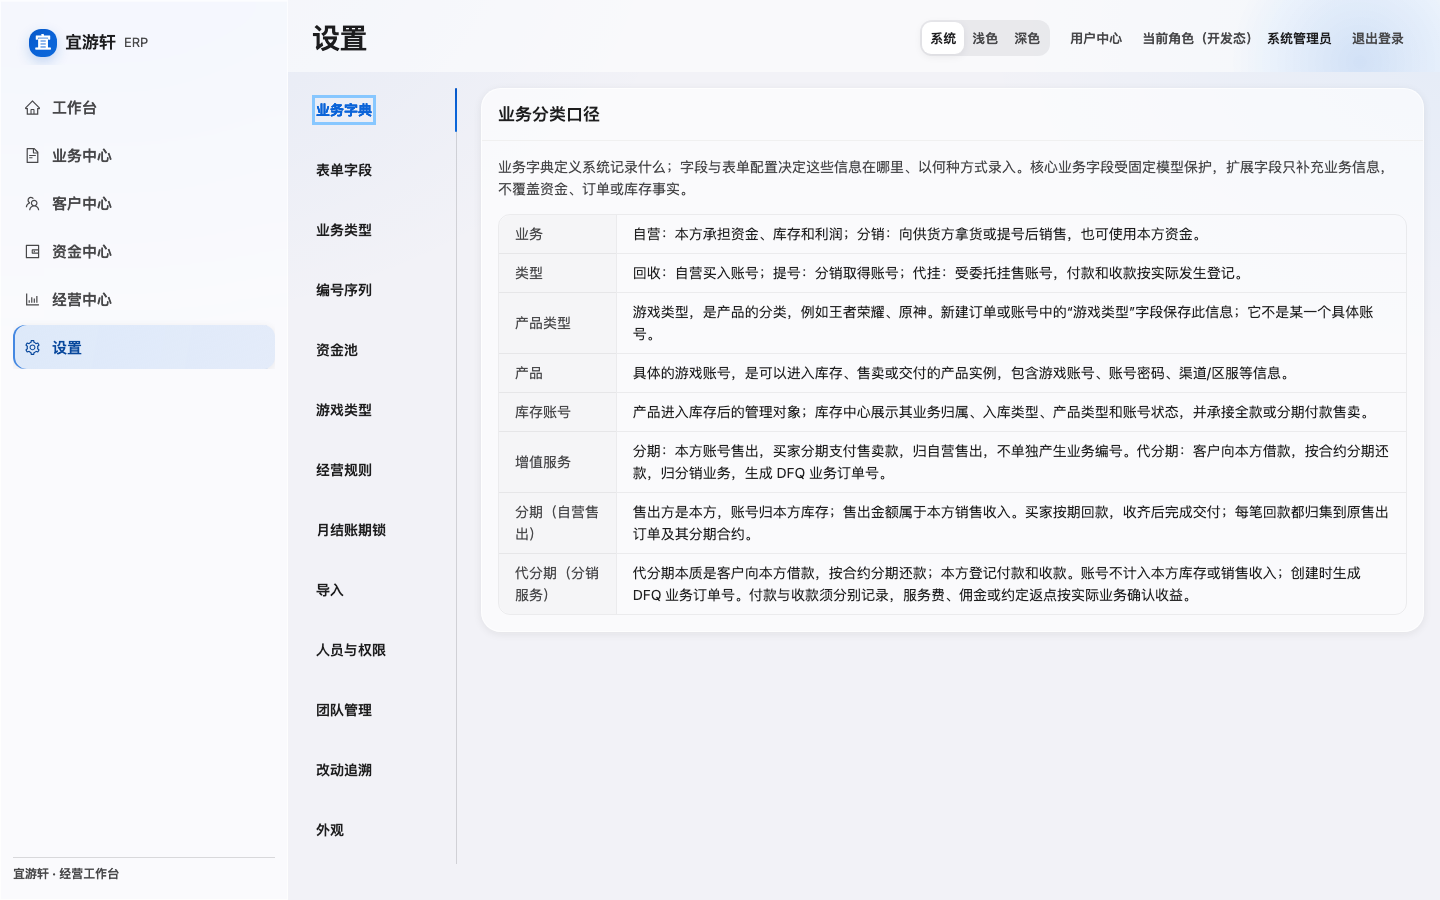 宜 宜游轩 ERP
工作台
业务中心
客户中心
资金中心
经营中心
设置
宜游轩 · 经营工作台
设置
系统 浅色 深色 用户中心 当前角色（开发态） 系统管理员 退出登录
业务字典
表单字段
业务类型
编号序列
资金池
游戏类型
经营规则
月结账期锁
导入
人员与权限
团队管理
改动追溯
外观
业务分类口径
业务字典定义系统记录什么；字段与表单配置决定这些信息在哪里、以何种方式录入。核心业务字段受固定模型保护，扩展字段只补充业务信息，
不覆盖资金、订单或库存事实。
业务 自营：本方承担资金、库存和利润；分销：向供货方拿货或提号后销售，也可使用本方资金。
类型 回收：自营买入账号；提号：分销取得账号；代挂：受委托挂售账号，付款和收款按实际发生登记。
产品类型 游戏类型，是产品的分类，例如王者荣耀、原神。新建订单或账号中的“游戏类型”字段保存此信息；它不是某一个具体账
号。
产品 具体的游戏账号，是可以进入库存、售卖或交付的产品实例，包含游戏账号、账号密码、渠道/区服等信息。
库存账号 产品进入库存后的管理对象；库存中心展示其业务归属、入库类型、产品类型和账号状态，并承接全款或分期付款售卖。
增值服务 分期：本方账号售出，买家分期支付售卖款，归自营售出，不单独产生业务编号。代分期：客户向本方借款，按合约分期还
款，归分销业务，生成 DFQ 业务订单号。
分期（自营售 售出方是本方，账号归本方库存；售出金额属于本方销售收入。买家按期回款，收齐后完成交付；每笔回款都归集到原售出
出） 订单及其分期合约。
代分期（分销 代分期本质是客户向本方借款，按合约分期还款；本方登记付款和收款。账号不计入本方库存或销售收入；创建时生成
服务） DFQ 业务订单号。付款与收款须分别记录，服务费、佣金或约定返点按实际业务确认收益。